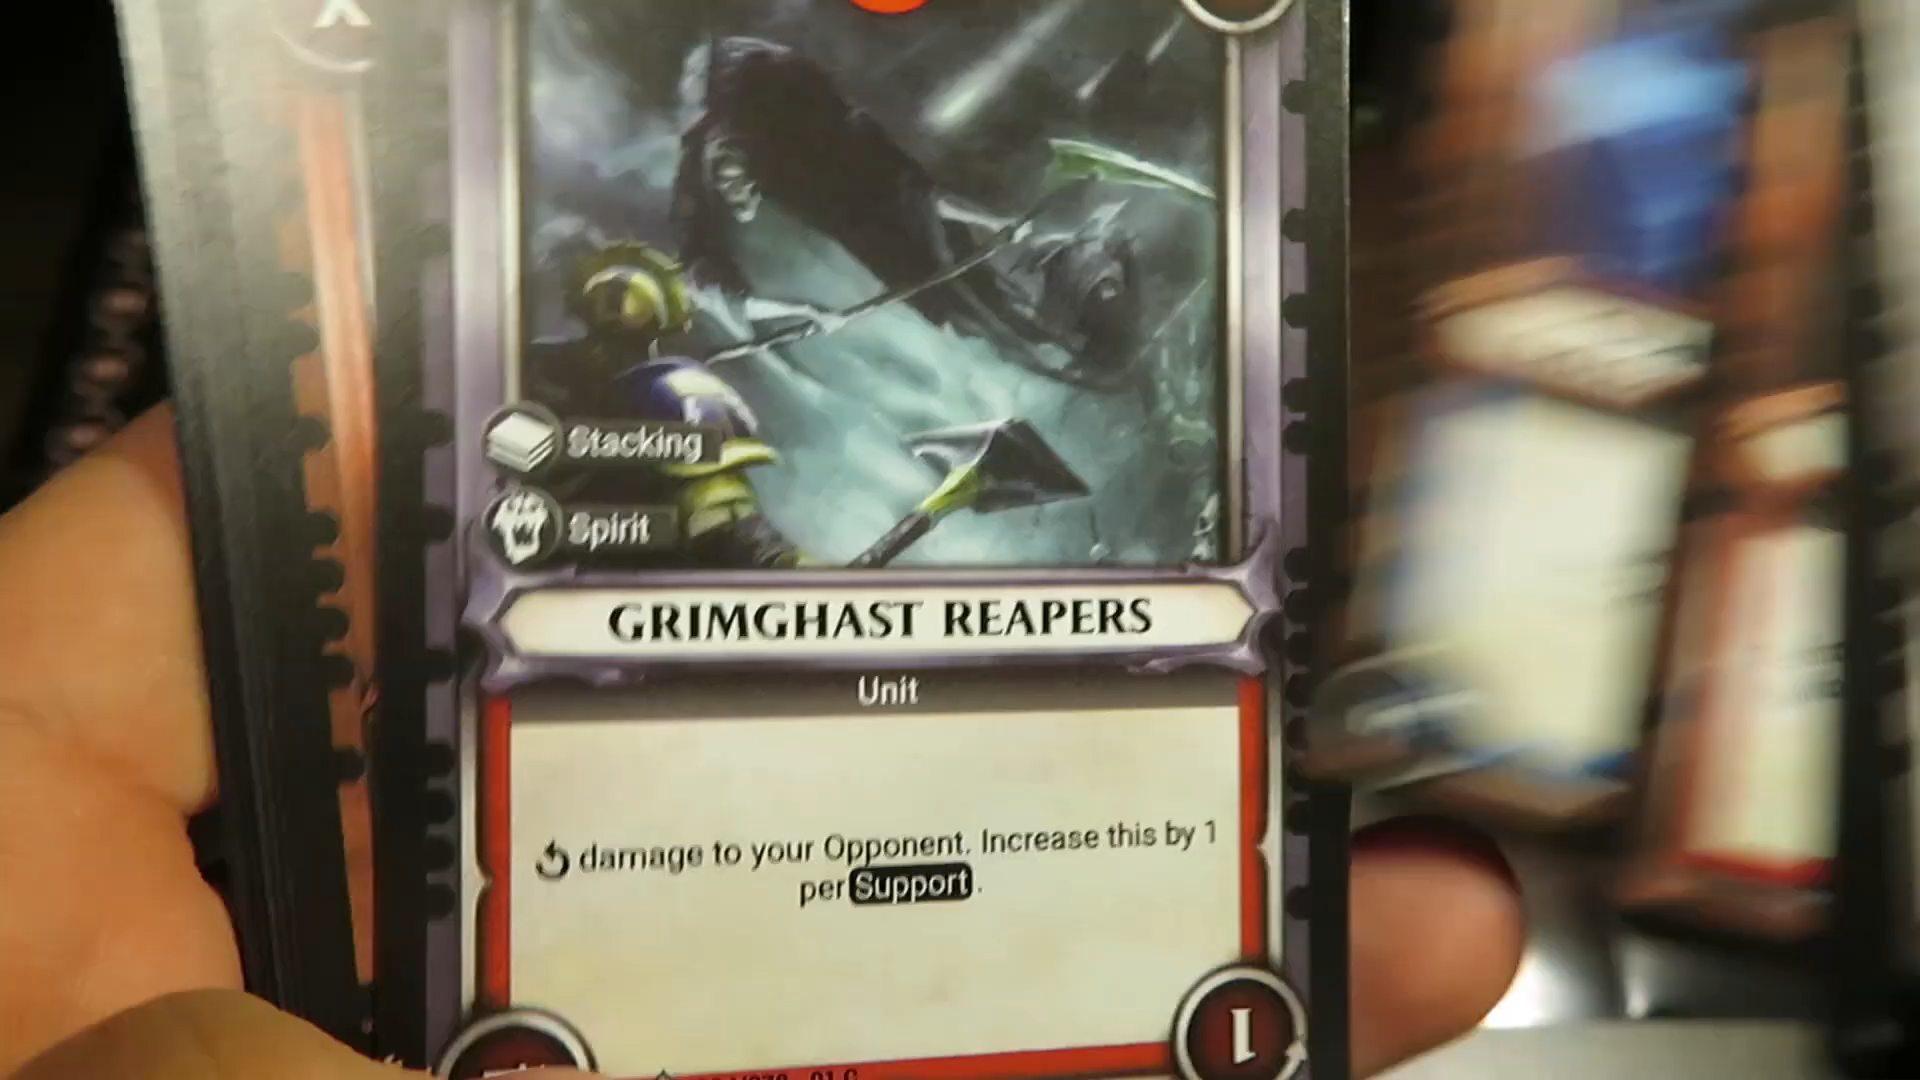 Stacking
Spirit
GRIMGHAST REAPERS
Unit
damage to your Opponent. Increase this by 1
per Support.
1